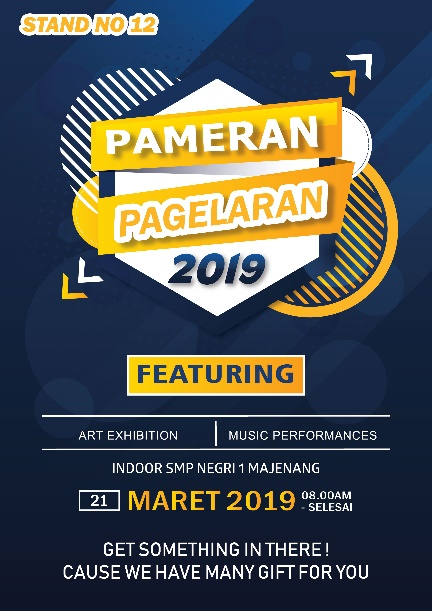 STAND NO 12
PAMERAN
PAGELARAN
2019
FEATURING
ART EXHIBITION
MUSIC PERFORMANCES
INDOOR SMP NEGRI 1 MAJENANG
21 MARET 2019 08.00AM
- SELESAI
GET SOMETHING IN THERE !
CAUSE WE HAVE MANY GIFT FOR YOU